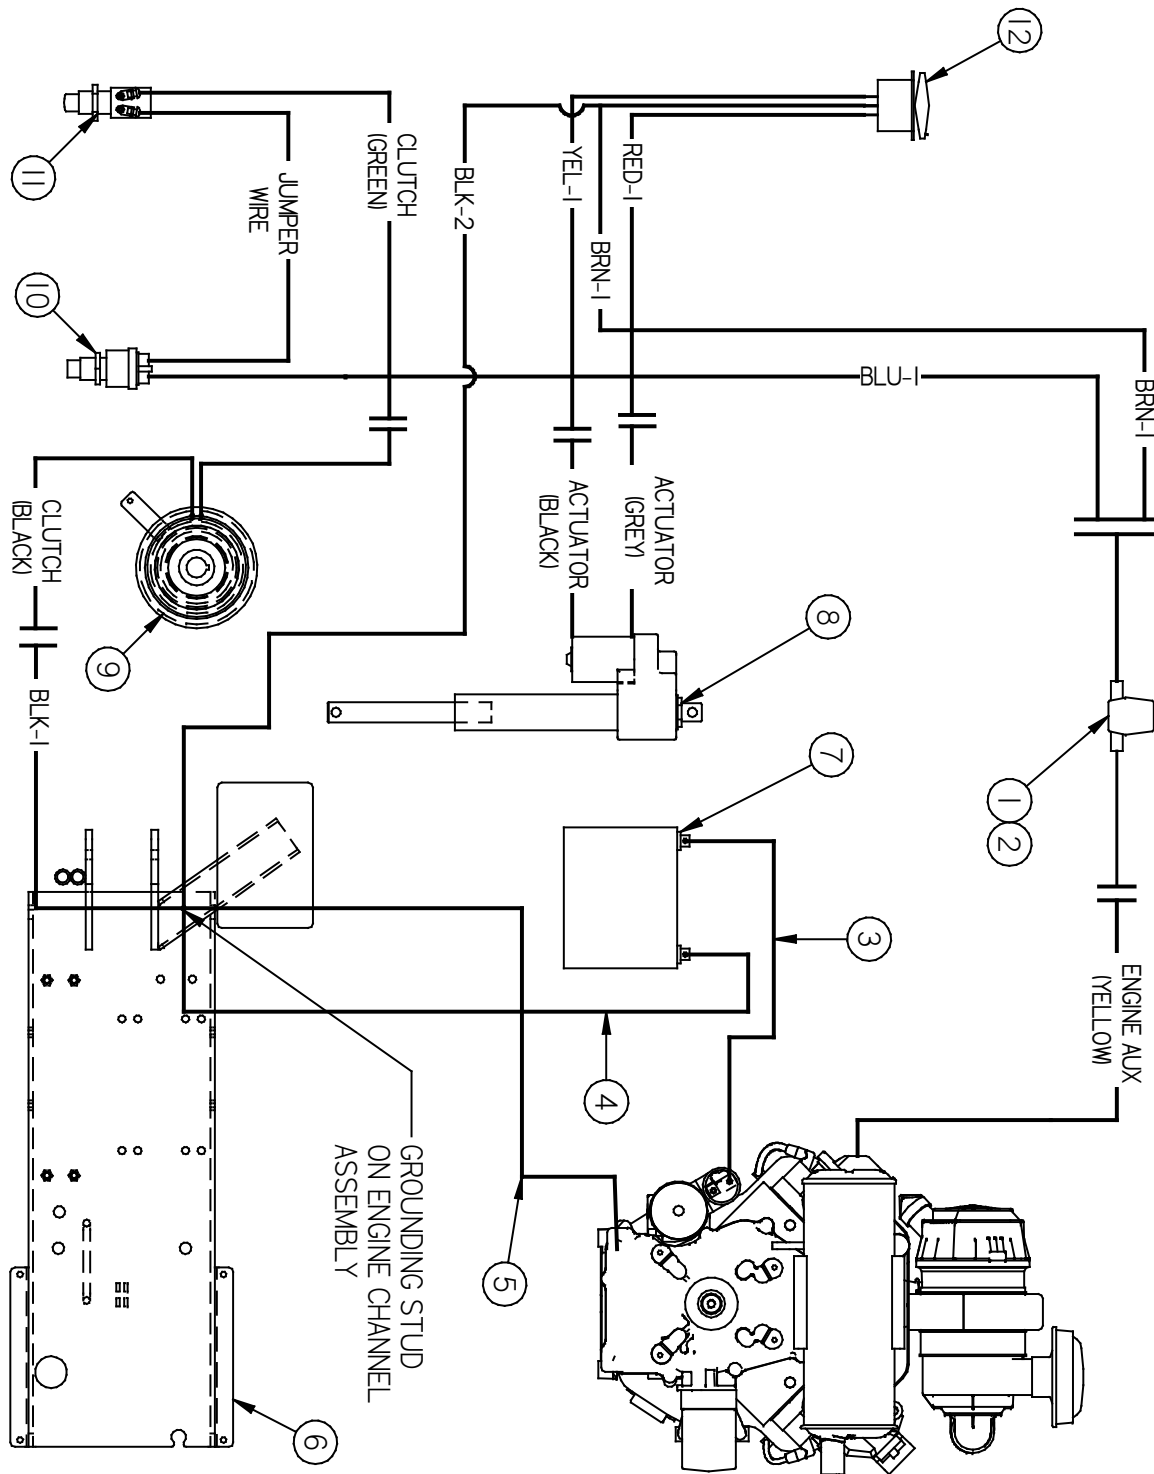 12
11
10
CLUTCH
(GREEN)
JUMPER
WIRE
BLK-2
YEL-1
RED-1
BRN-1
BLU-1
BRN-1
CLUTCH
(BLACK)
ACTUATOR
(BLACK)
ACTUATOR
(GREY)
9
8
BLK-1
7
1
2
3
ENGINE AUX
(YELLOW)
4
5
GROUNDING STUD
ON ENGINE CHANNEL
ASSEMBLY
6